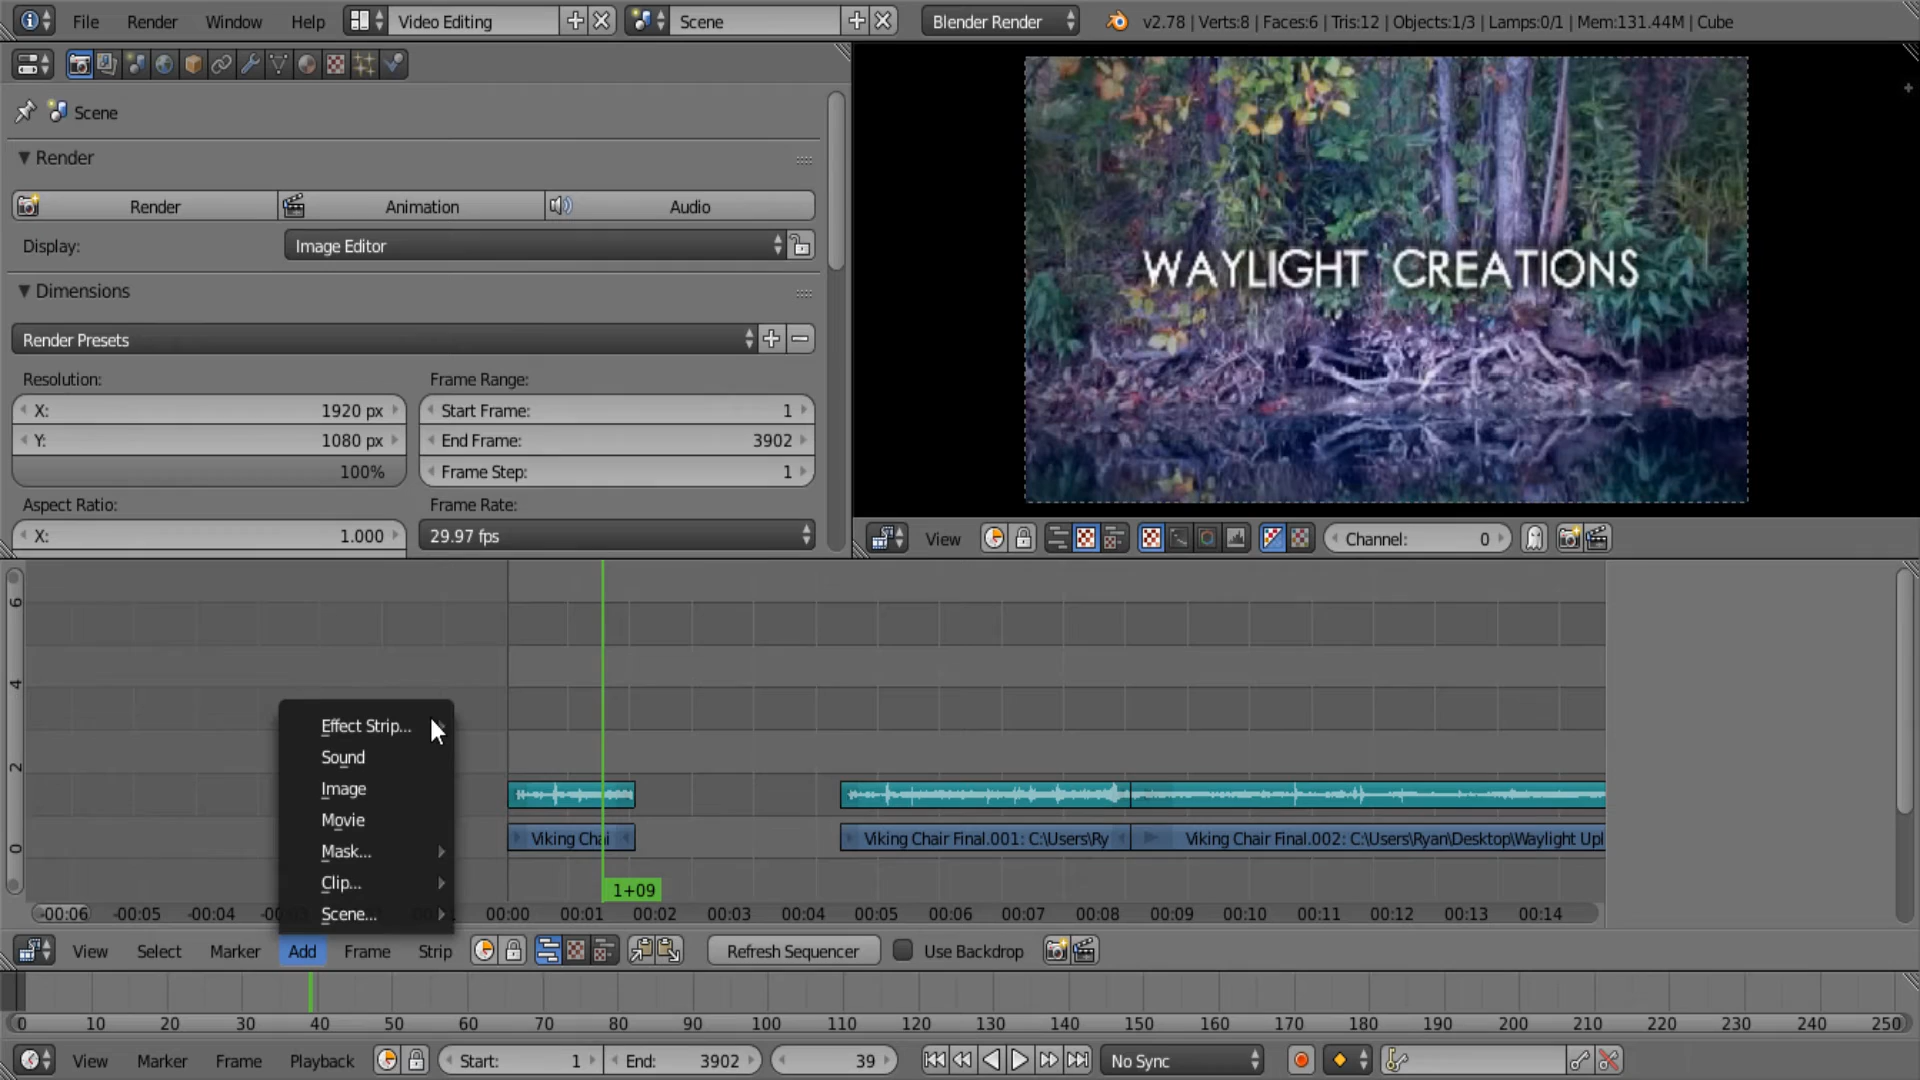 File Render Window Help Video Editing Scene Blender Render v2.78 | Verts:8 | Faces:6 | Tris:12 | Objects:1/3 | Lamps:0/1 | Mem:131.44M | Cube
Scene
Render
Render Animation Audio
Display: Image Editor
Dimensions
Render Presets
Resolution: Frame Range:
X: 1920 px Start Frame: 1
Y: 1080 px End Frame: 3902
100% Frame Step: 1
Aspect Ratio: Frame Rate:
X: 1.000 29.97 fps
WAYLIGHT CREATIONS
View Channel: 0
6
4
2
0
Effect Strip...
Sound
Image
Movie
Mask...
Clip...
Scene...
Viking Chai Viking Chair Final.001: C:\Users\Ry Viking Chair Final.002: C:\Users\Ryan\Desktop\Waylight Upl
1+09
-00:06 -00:05 -00:04 00:00 00:01 00:02 00:03 00:04 00:05 00:06 00:07 00:08 00:09 00:10 00:11 00:12 00:13 00:14
View Select Marker Add Frame Strip Refresh Sequencer Use Backdrop
0 10 20 30 40 50 60 70 80 90 100 110 120 130 140 150 160 170 180 190 200 210 220 230 240 250
View Marker Frame Playback Start: 1 End: 3902 39 No Sync